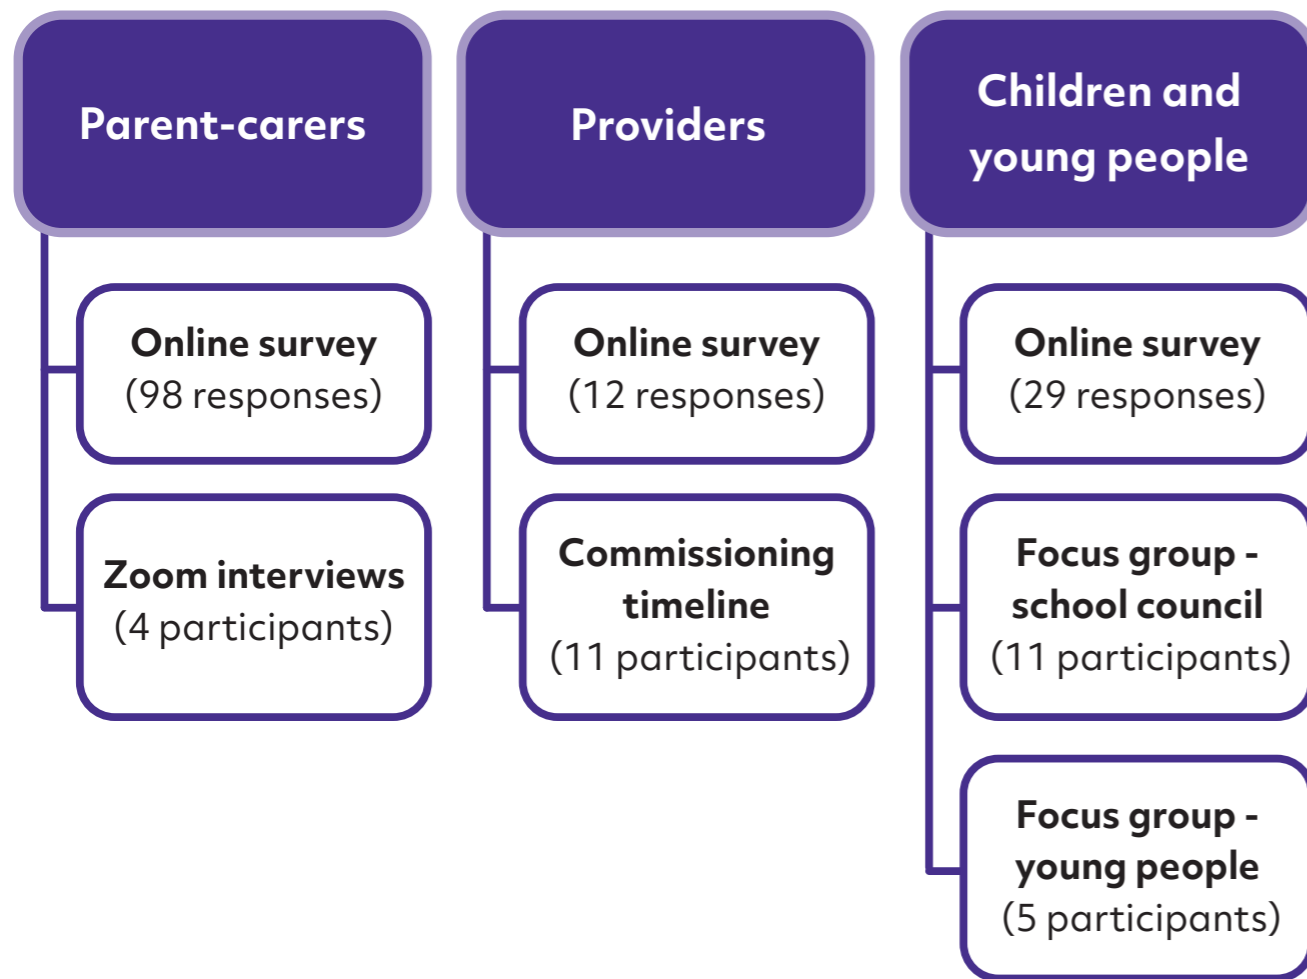 Parent-carers
Online survey
(98 responses)
Zoom interviews
(4 participants)
Providers
Online survey
(12 responses)
Commissioning
timeline
(11 participants)
Children and
young people
Online survey
(29 responses)
Focus group -
school council
(11 participants)
Focus group -
young people
(5 participants)